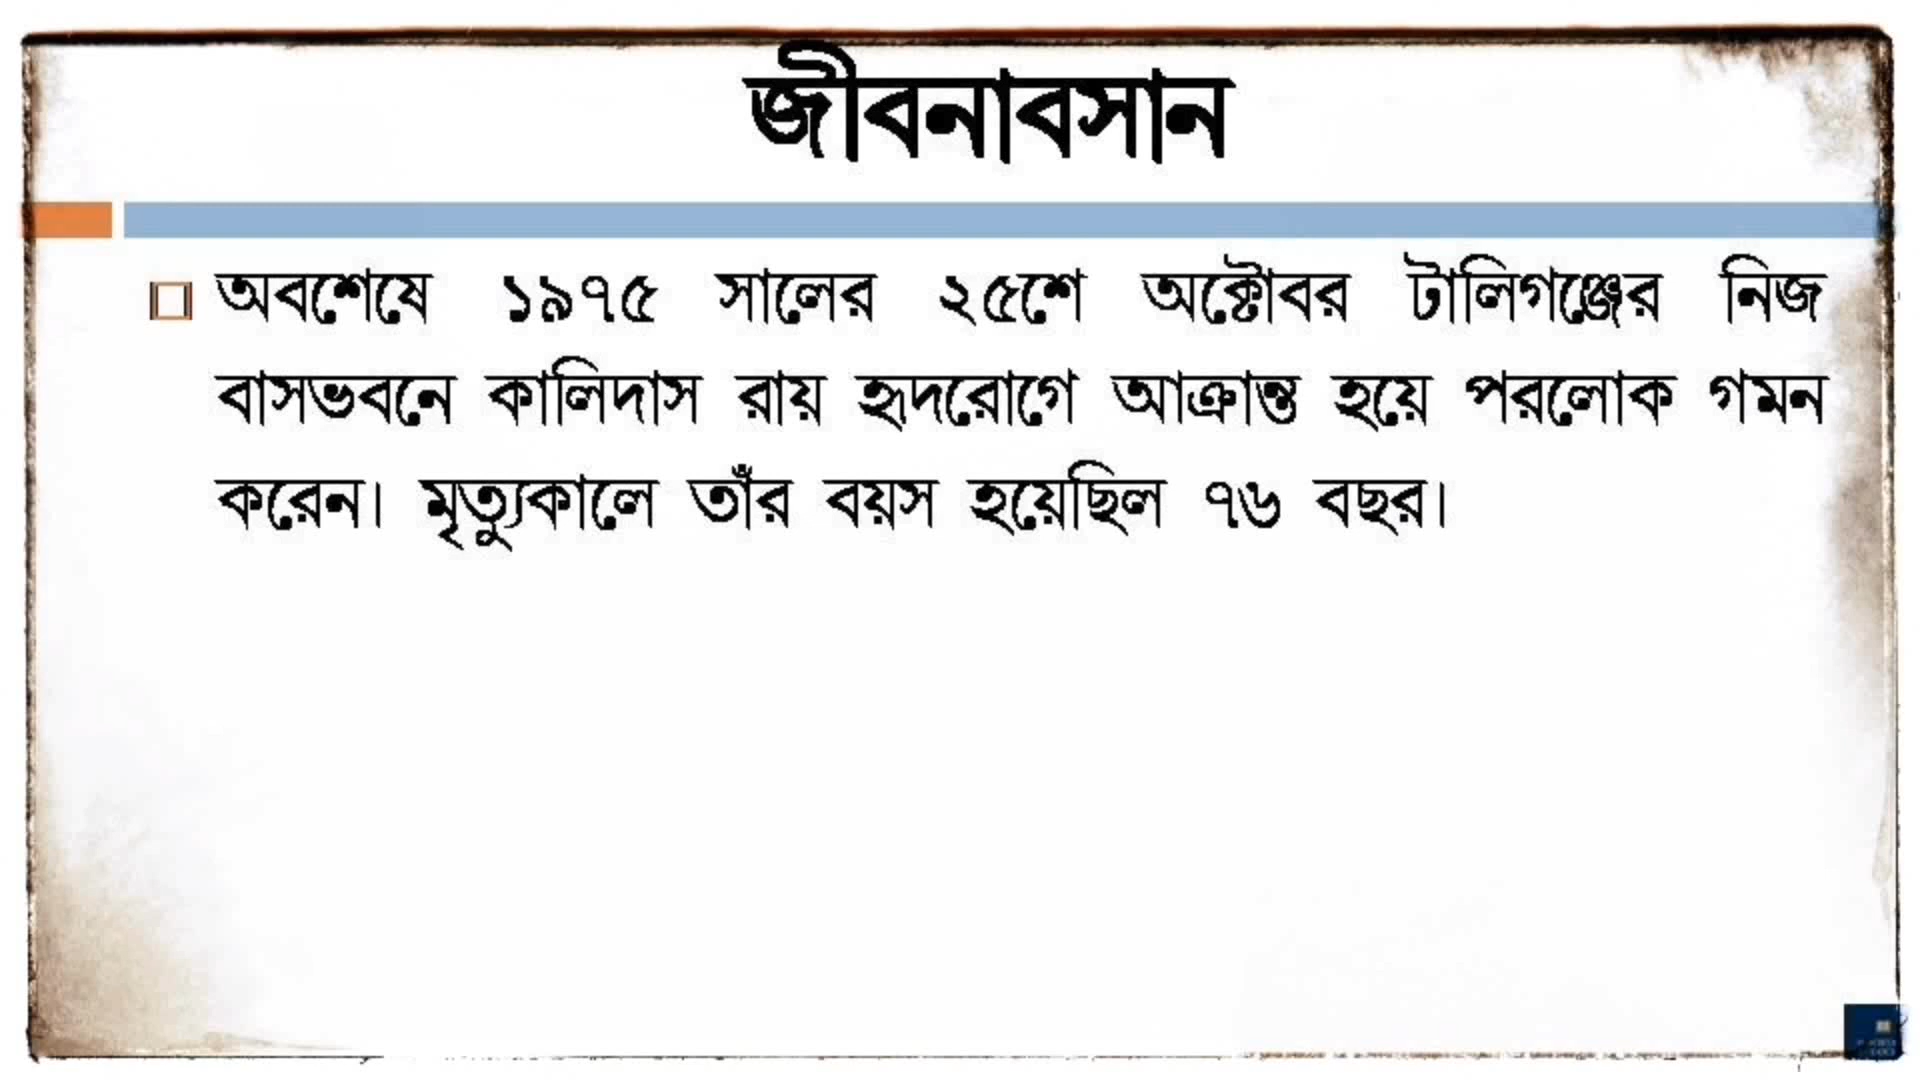 জীবনাবসান
অবশেষে ১৯৭৫ সালের ২৫শে অক্টোবর টালিগঞ্জের নিজ
বাসভবনে কালিদাস রায় হৃদরোগে আক্রান্ত হয়ে পরলোক গমন
করেন। মৃত্যুকালে তাঁর বয়স হয়েছিল ৭৬ বছর।